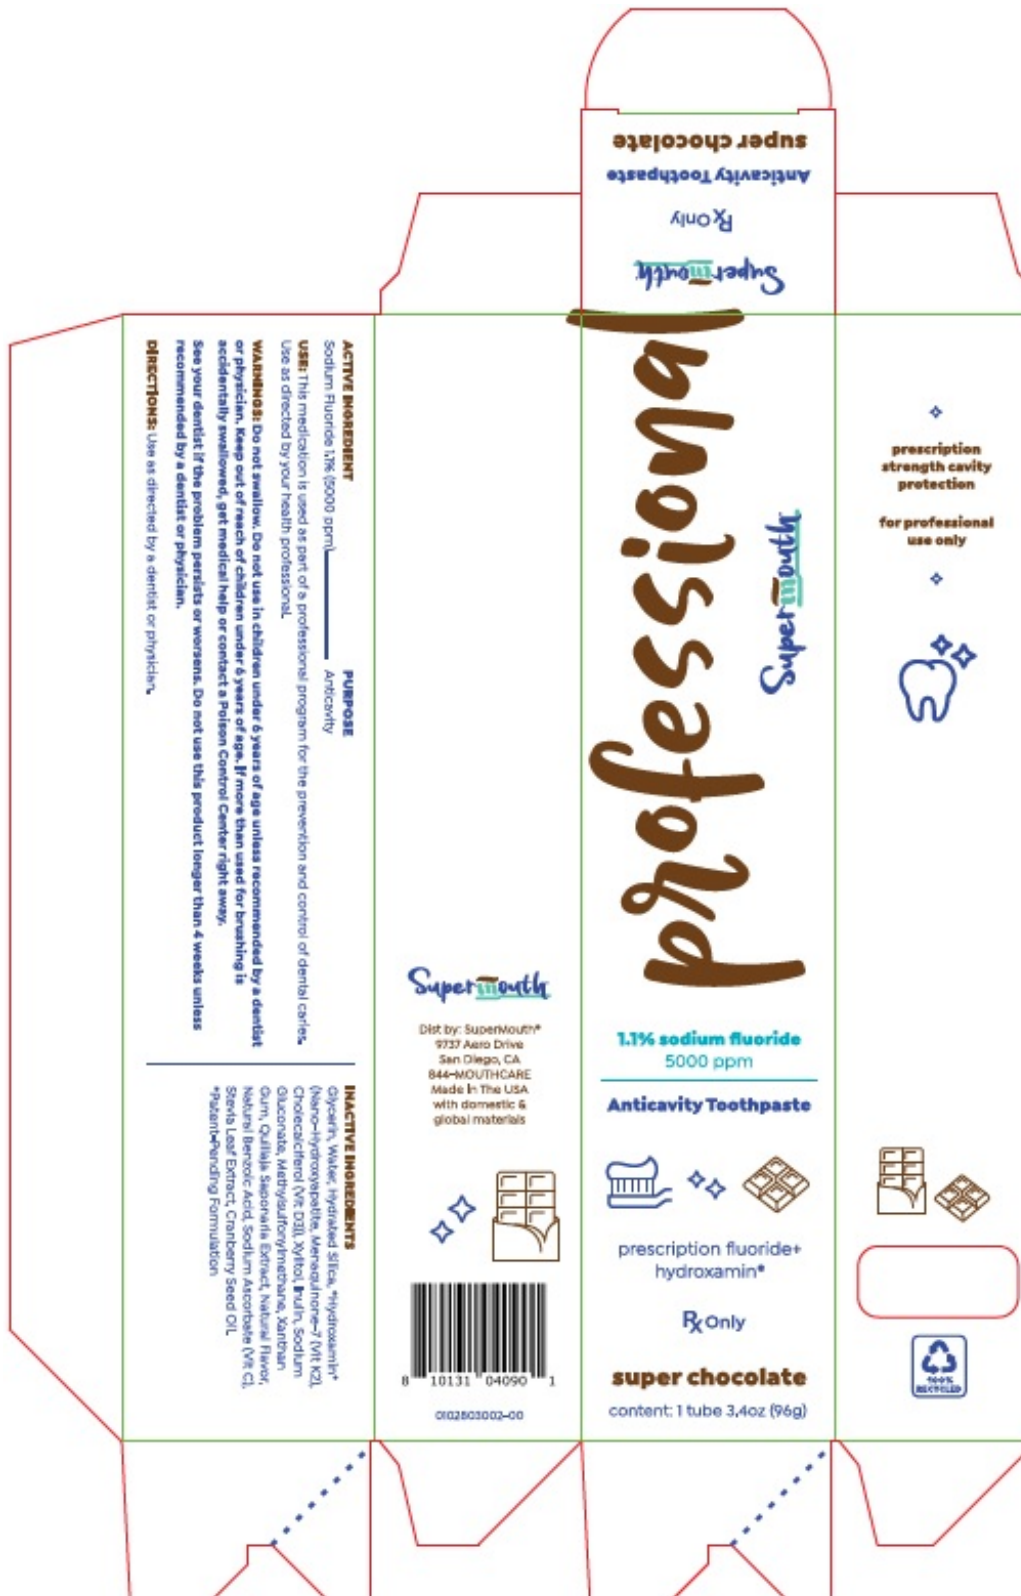 super chocolate
Anticavity Toothpaste
Rx Only
Supermouth
professional
Supermouth
1.1% sodium fluoride
5000 ppm
Anticavity Toothpaste
prescription fluoride+
hydroxamin®
Rx Only
super chocolate
content: 1 tube 3.4oz (96g)
prescription
strength cavity
protection
for professional
use only
100%
RECYCLED
Supermouth
Dist by: SuperMouth®
9737 Aero Drive
San Diego, CA
844-MOUTHCARE
Made in The USA
with domestic &
global materials
8 10131 04090 1
0102803002-00
ACTIVE INGREDIENT PURPOSE
Sodium Fluoride 1.1% (5000 ppm) Anticavity
USE: This medication is used as part of a professional program for the prevention and control of dental caries.
Use as directed by your health professional.
WARNINGS: Do not swallow. Do not use in children under 6 years of age unless recommended by a dentist
or physician. Keep out of reach of children under 6 years of age. If more than used for brushing is
accidentally swallowed, get medical help or contact a Poison Control Center right away.
See your dentist if the problem persists or worsens. Do not use this product longer than 4 weeks unless
recommended by a dentist or physician.
DIRECTIONS: Use as directed by a dentist or physician.
INACTIVE INGREDIENTS
Glycerin, Water, Hydrated Silica, *Hydroxamin®
(Nano-Hydroxyapatite, Menaquinone-7 (Vit K2),
Cholecalciferol (Vit D3)), Xylitol, Inulin, Sodium
Gluconate, Methylsulfonylmethane, Xanthan
Gum, Quillaja Saponaria Extract, Natural Flavor,
Natural Benzoic Acid, Sodium Ascorbate (Vit C),
Stevia Leaf Extract, Cranberry Seed Oil.
*Patent-Pending Formulation